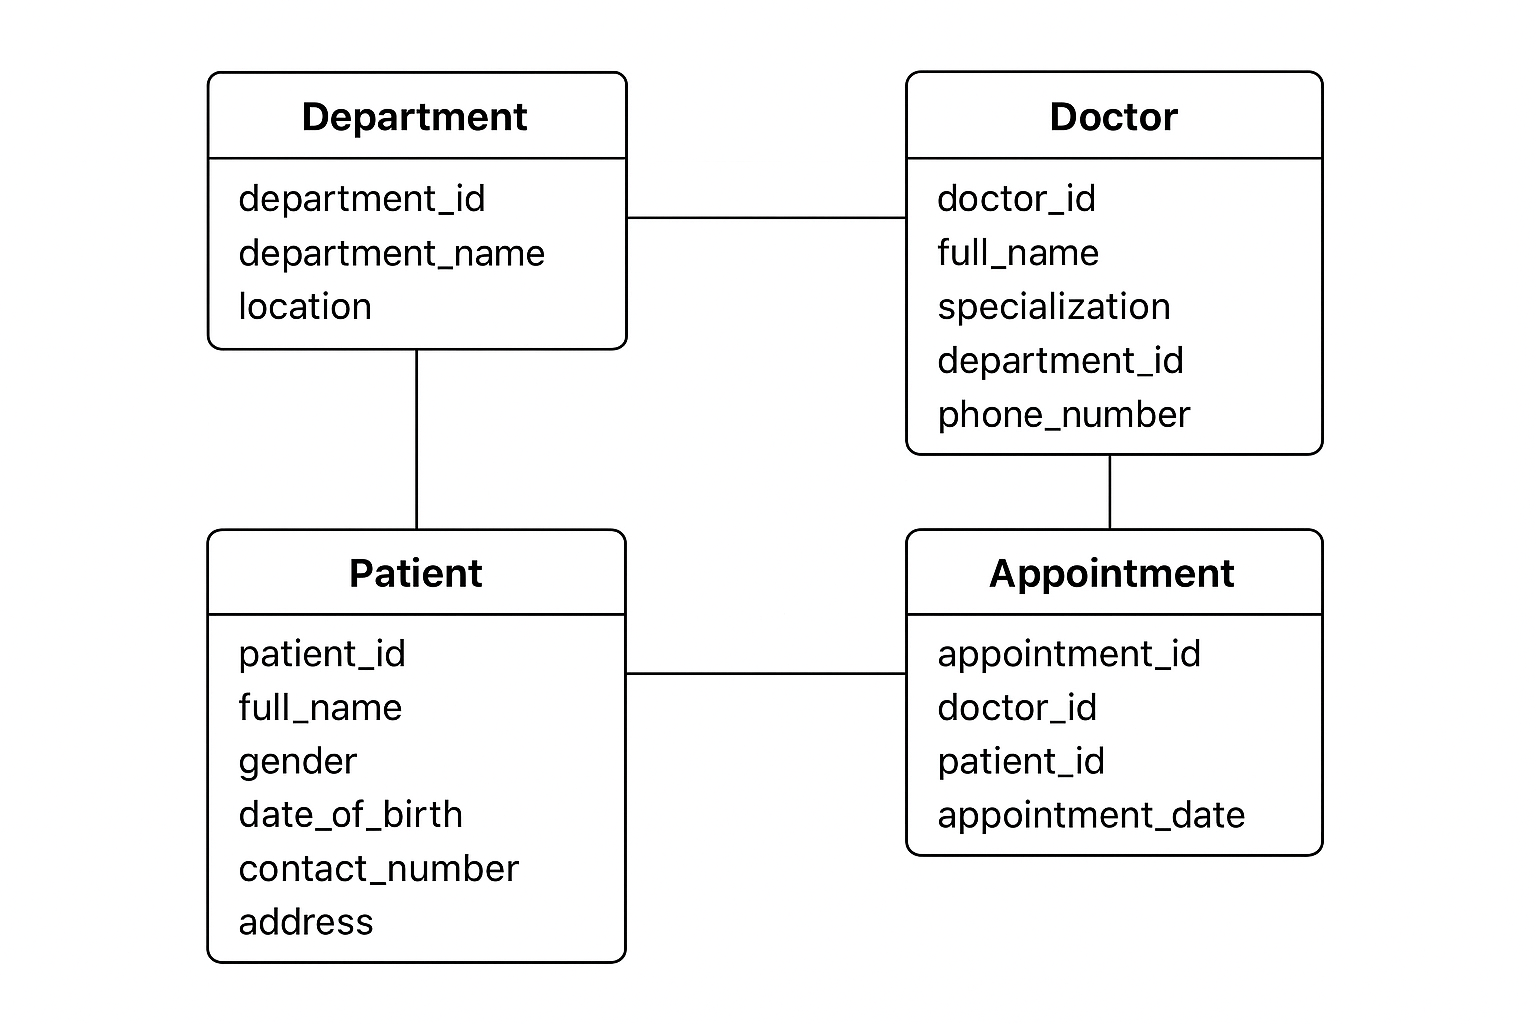 Department
department_id
department_name
location
Doctor
doctor_id
full_name
specialization
department_id
phone_number
Patient
patient_id
full_name
gender
date_of_birth
contact_number
address
Appointment
appointment_id
doctor_id
patient_id
appointment_date